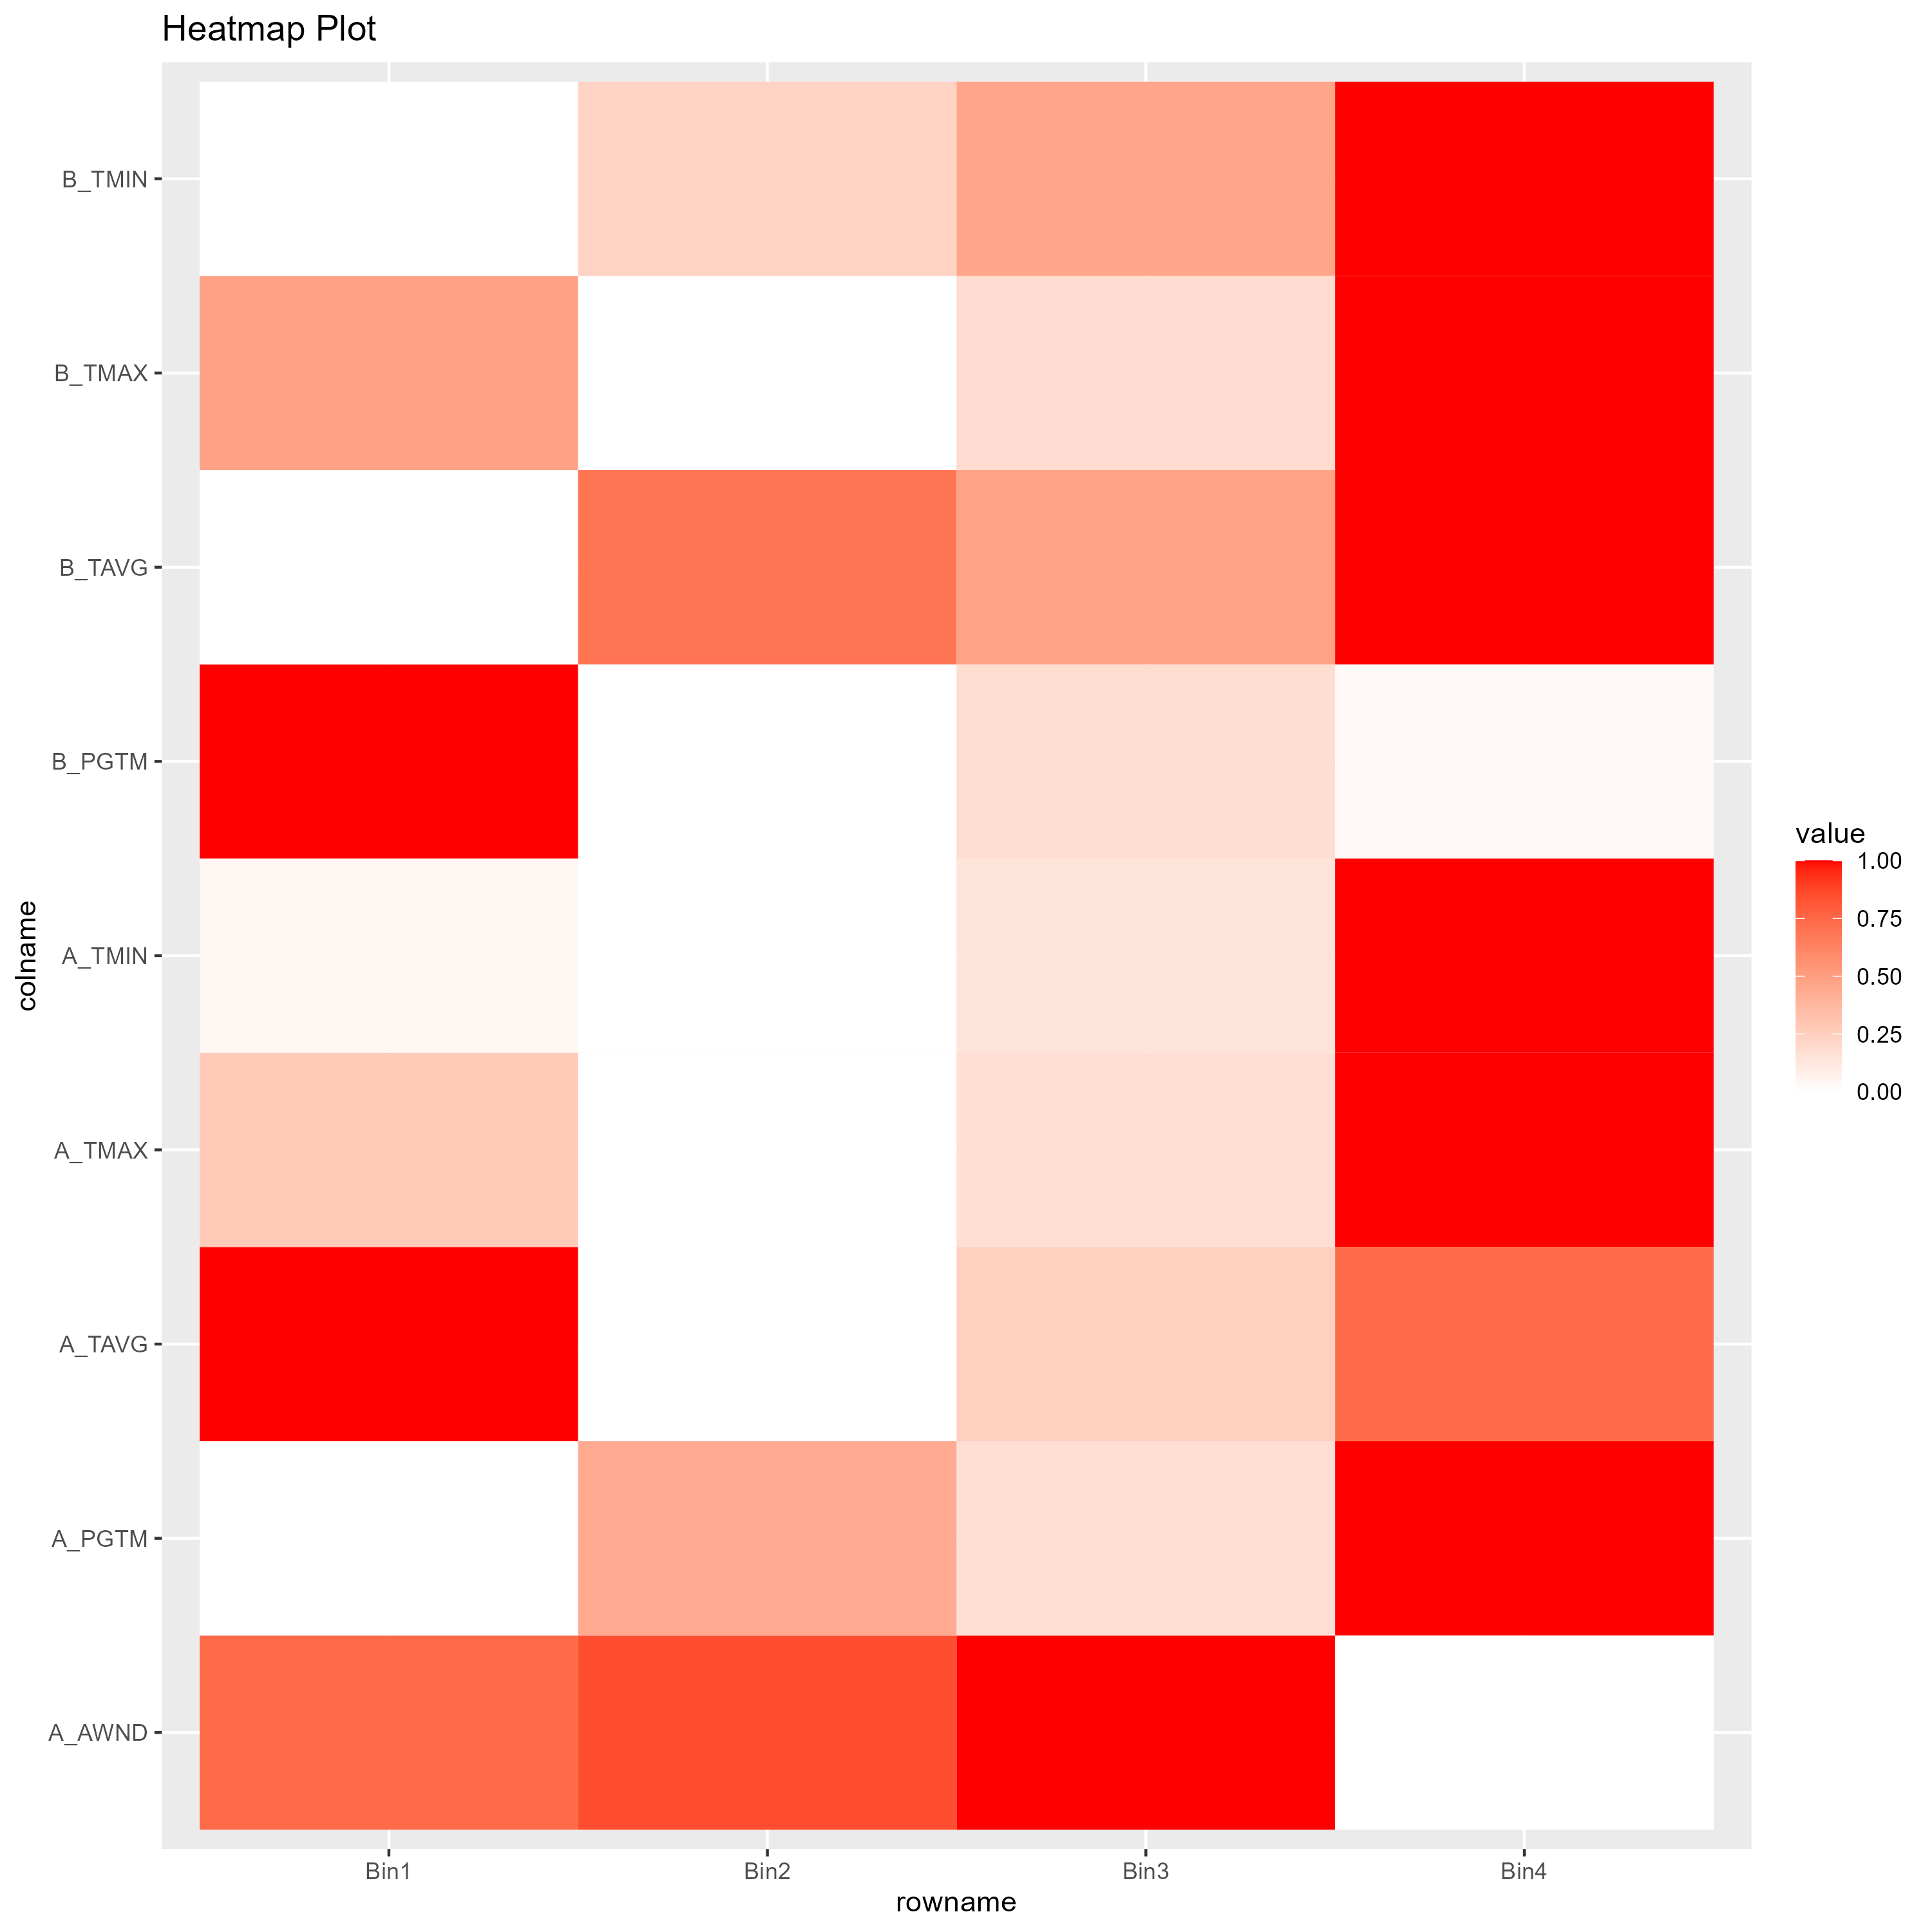 Heatmap Plot
B_TMIN
B_TMAX
B_TAVG
B_PGTM
A_TMIN
A_TMAX
A_TAVG
A_PGTM
A_AWND
colname
Bin1 Bin2 Bin3 Bin4
rowname
value
1.00
0.75
0.50
0.25
0.00